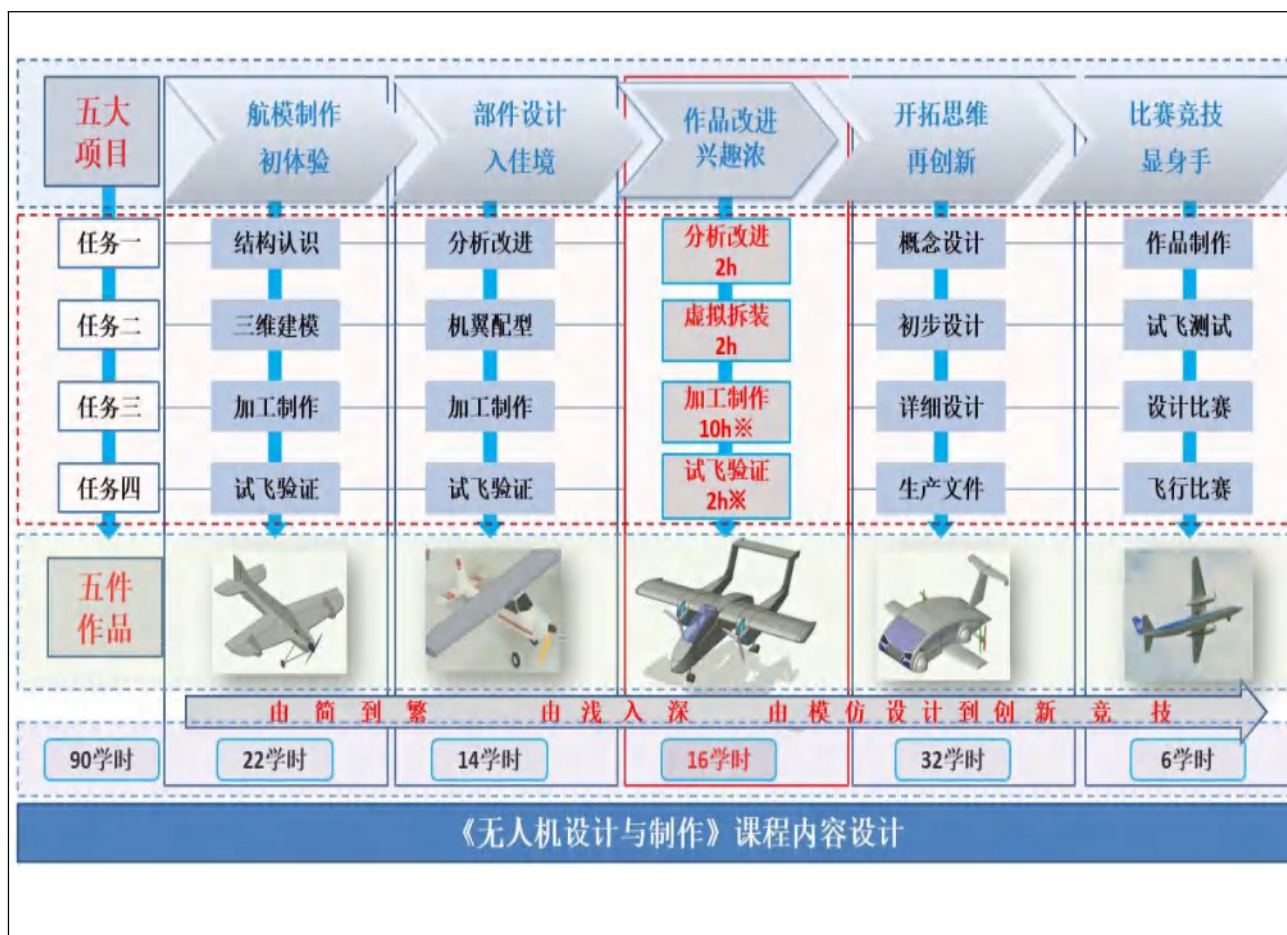 五大
项目
航模制作
初体验
部件设计
入佳境
作品改进
兴趣浓
开拓思维
再创新
比赛竞技
显身手
任务一
结构认识
分析改进
分析改进
2h
概念设计
作品制作
任务二
三维建模
机翼配型
虚拟拆装
2h
初步设计
试飞测试
任务三
加工制作
加工制作
加工制作
10h※
详细设计
设计比赛
任务四
试飞验证
试飞验证
试飞验证
2h※
生产文件
飞行比赛
五件
作品
由简到繁 由浅入深 由模仿设计到创新竞技
90学时
22学时
14学时
16学时
32学时
6学时
《无人机设计与制作》课程内容设计